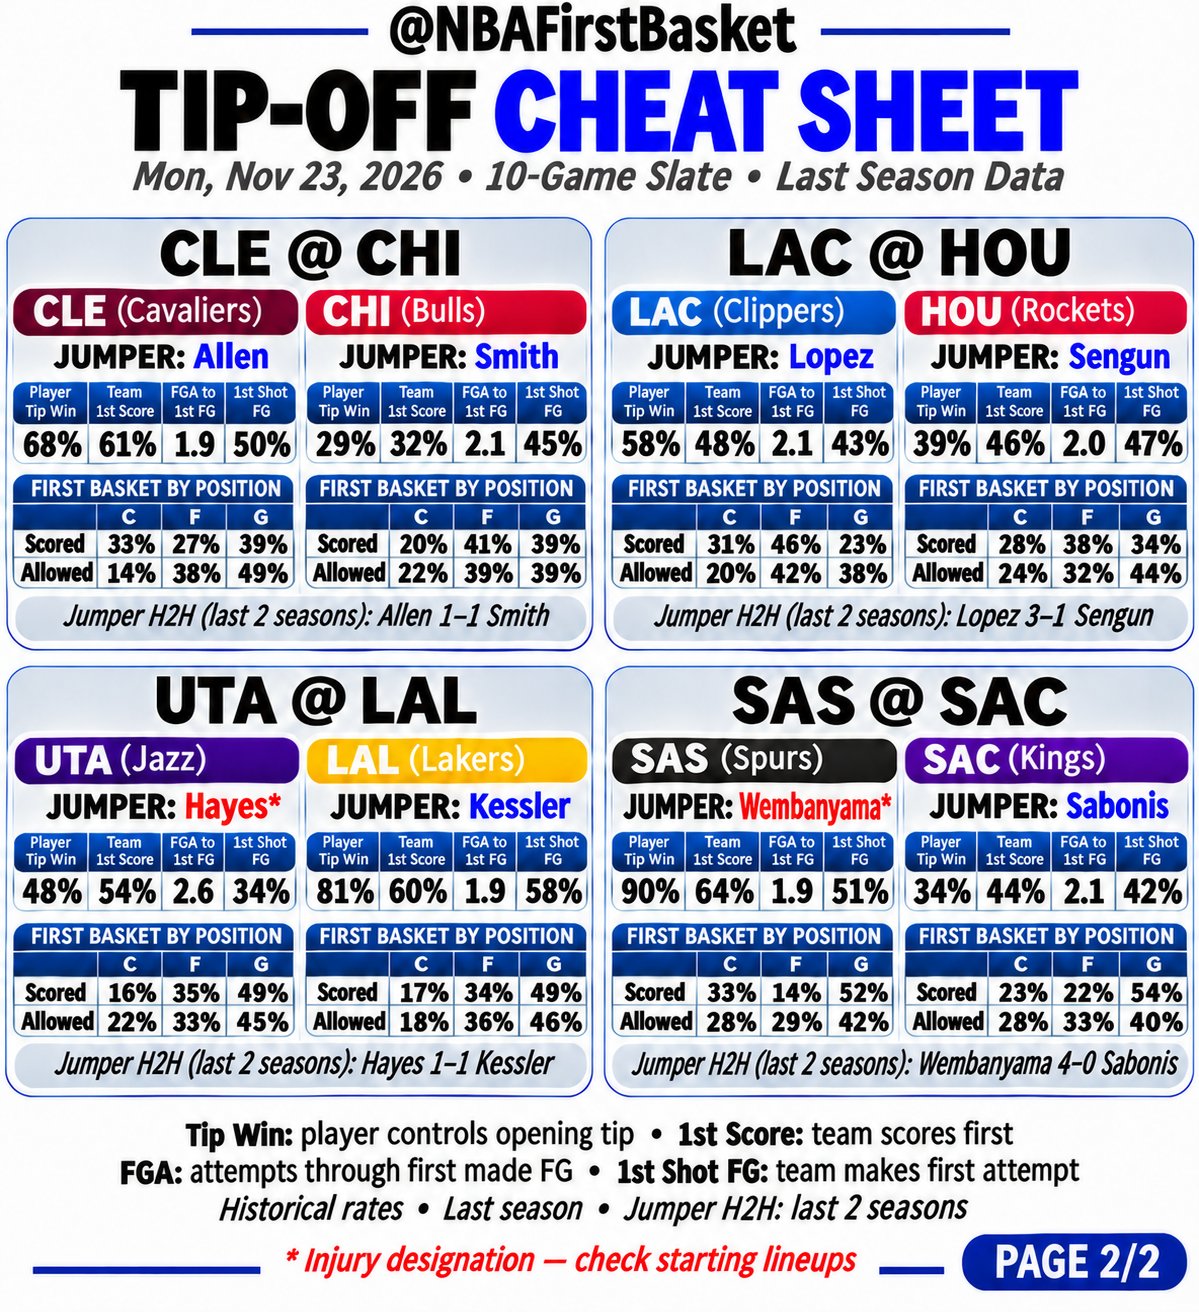 @NBAFirstBasket
TIP-OFF CHEAT SHEET
Mon, Nov 23, 2026 • 10-Game Slate • Last Season Data
CLE @ CHI
CLE (Cavaliers)
JUMPER: Allen
Player Tip Win Team 1st Score FGA to 1st FG 1st Shot FG
68% 61% 1.9 50%
FIRST BASKET BY POSITION
C F G
Scored 33% 27% 39%
Allowed 14% 38% 49%
CHI (Bulls)
JUMPER: Smith
Player Tip Win Team 1st Score FGA to 1st FG 1st Shot FG
29% 32% 2.1 45%
FIRST BASKET BY POSITION
C F G
Scored 20% 41% 39%
Allowed 22% 39% 39%
Jumper H2H (last 2 seasons): Allen 1–1 Smith
LAC @ HOU
LAC (Clippers)
JUMPER: Lopez
Player Tip Win Team 1st Score FGA to 1st FG 1st Shot FG
58% 48% 2.1 43%
FIRST BASKET BY POSITION
C F G
Scored 31% 46% 23%
Allowed 20% 42% 38%
HOU (Rockets)
JUMPER: Sengun
Player Tip Win Team 1st Score FGA to 1st FG 1st Shot FG
39% 46% 2.0 47%
FIRST BASKET BY POSITION
C F G
Scored 28% 38% 34%
Allowed 24% 32% 44%
Jumper H2H (last 2 seasons): Lopez 3–1 Sengun
UTA @ LAL
UTA (Jazz)
JUMPER: Hayes*
Player Tip Win Team 1st Score FGA to 1st FG 1st Shot FG
48% 54% 2.6 34%
FIRST BASKET BY POSITION
C F G
Scored 16% 35% 49%
Allowed 22% 33% 45%
LAL (Lakers)
JUMPER: Kessler
Player Tip Win Team 1st Score FGA to 1st FG 1st Shot FG
81% 60% 1.9 58%
FIRST BASKET BY POSITION
C F G
Scored 17% 34% 49%
Allowed 18% 36% 46%
Jumper H2H (last 2 seasons): Hayes 1–1 Kessler
SAS @ SAC
SAS (Spurs)
JUMPER: Wembanyama*
Player Tip Win Team 1st Score FGA to 1st FG 1st Shot FG
90% 64% 1.9 51%
FIRST BASKET BY POSITION
C F G
Scored 33% 14% 52%
Allowed 28% 29% 42%
SAC (Kings)
JUMPER: Sabonis
Player Tip Win Team 1st Score FGA to 1st FG 1st Shot FG
34% 44% 2.1 42%
FIRST BASKET BY POSITION
C F G
Scored 23% 22% 54%
Allowed 28% 33% 40%
Jumper H2H (last 2 seasons): Wembanyama 4–0 Sabonis
Tip Win: player controls opening tip • 1st Score: team scores first
FGA: attempts through first made FG • 1st Shot FG: team makes first attempt
Historical rates • Last season • Jumper H2H: last 2 seasons
* Injury designation — check starting lineups
PAGE 2/2